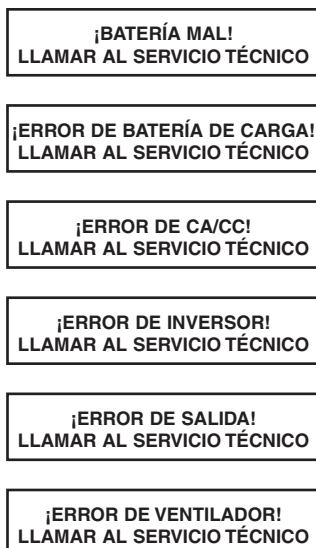 ¡BATERÍA MAL!
LLAMAR AL SERVICIO TÉCNICO
¡ERROR DE BATERÍA DE CARGA!
LLAMAR AL SERVICIO TÉCNICO
¡ERROR DE CA/CC!
LLAMAR AL SERVICIO TÉCNICO
¡ERROR DE INVERSOR!
LLAMAR AL SERVICIO TÉCNICO
¡ERROR DE SALIDA!
LLAMAR AL SERVICIO TÉCNICO
¡ERROR DE VENTILADOR!
LLAMAR AL SERVICIO TÉCNICO